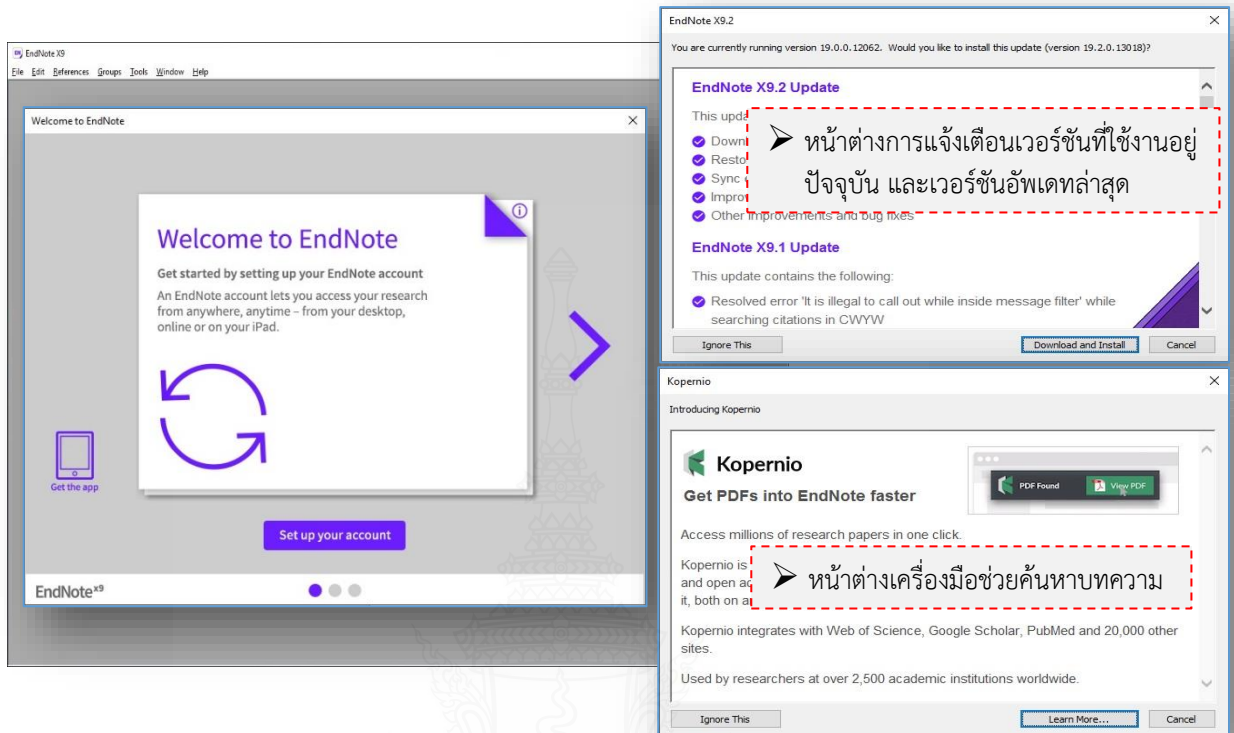 EndNote X9
File Edit References Groups Tools Window Help
Welcome to EndNote
Welcome to EndNote
Get started by setting up your EndNote account
An EndNote account lets you access your research
from anywhere, anytime – from your desktop,
online or on your iPad.
Get the app
Set up your account
EndNote x9
EndNote X9.2
You are currently running version 19.0.0.12062. Would you like to install this update (version 19.2.0.13018)?
EndNote X9.2 Update
This
Sync
Other improvements and bug fixes
➢ หน้าต่างการแจ้งเตือนเวอร์ชันที่ใช้งานอยู่
ปัจจุบัน และเวอร์ชันอัพเดทล่าสุด
EndNote X9.1 Update
This update contains the following:
Resolved error 'It is illegal to call out while inside message filter' while
searching citations in CWYW
Ignore This
Download and Install
Cancel
Kopernio
Introducing Kopernio
Kopernio
PDF Found
View PDF
Get PDFs into EndNote faster
Access millions of research papers in one click.
Kopernio is
and open
it, both on
➢ หน้าต่างเครื่องมือช่วยค้นหาบทความ
Kopernio integrates with Web of Science, Google Scholar, PubMed and 20,000 other
sites.
Used by researchers at over 2,500 academic institutions worldwide.
Ignore This
Learn More...
Cancel